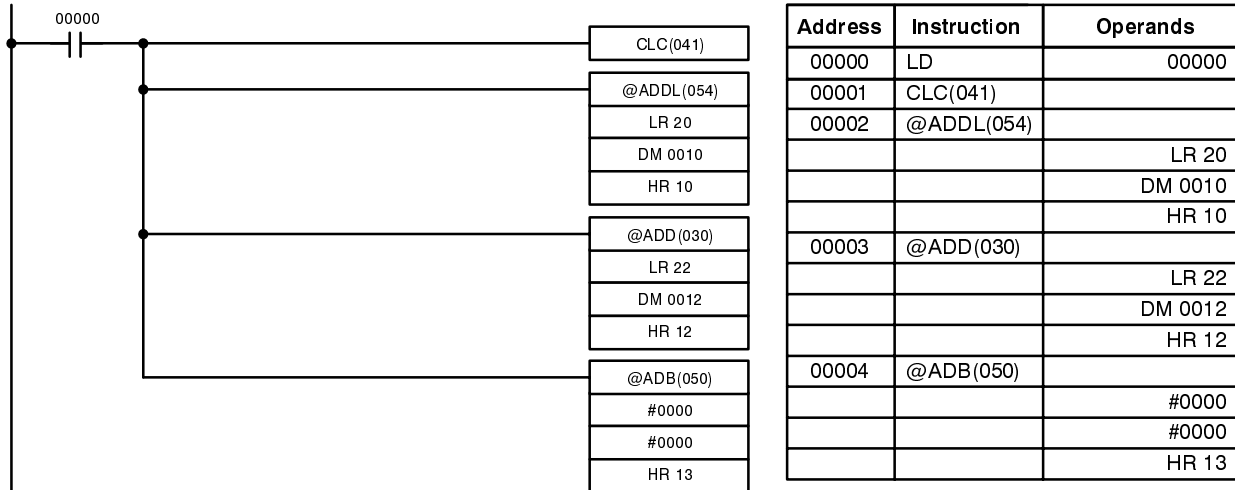 00000
CLC(041)
@ADDL(054)
LR 20
DM 0010
HR 10
@ADD(030)
LR 22
DM 0012
HR 12
@ADB(050)
#0000
#0000
HR 13
Address Instruction Operands
00000 LD 00000
00001 CLC(041)
00002 @ADDL(054)
LR 20
DM 0010
HR 10
00003 @ADD(030)
LR 22
DM 0012
HR 12
00004 @ADB(050)
#0000
#0000
HR 13